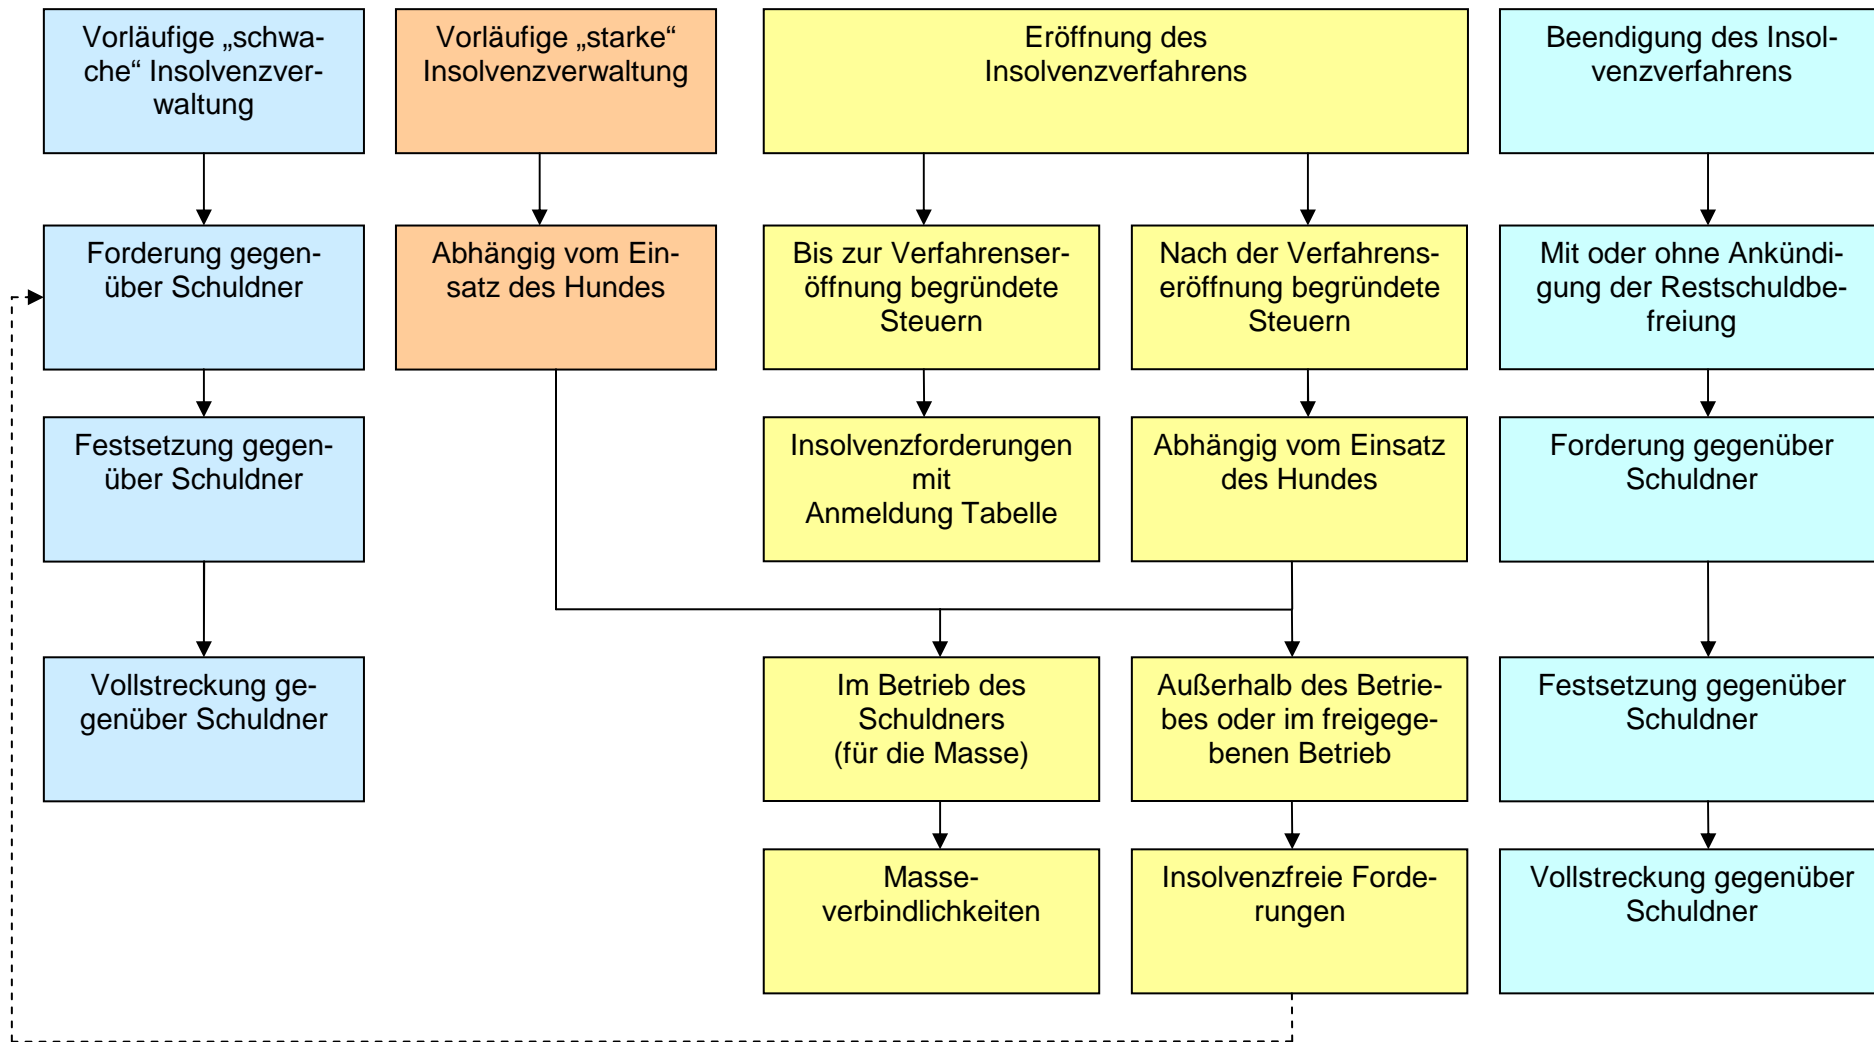 Vorläufige „schwa-
che“ Insolvenzver-
waltung
Vorläufige „starke“
Insolvenzverwaltung
Eröffnung des
Insolvenzverfahrens
Beendigung des Insol-
venzverfahrens
Forderung gegen-
über Schuldner
Abhängig vom Ein-
satz des Hundes
Bis zur Verfahrenser-
öffnung begründete
Steuern
Nach der Verfahrens-
eröffnung begründete
Steuern
Mit oder ohne Ankündi-
gung der Restschuldbe-
freiung
Festsetzung gegen-
über Schuldner
Insolvenzforderungen
mit
Anmeldung Tabelle
Abhängig vom Einsatz
des Hundes
Forderung gegenüber
Schuldner
Vollstreckung ge-
genüber Schuldner
Im Betrieb des
Schuldners
(für die Masse)
Außerhalb des Betrie-
bes oder im freigege-
benen Betrieb
Festsetzung gegenüber
Schuldner
Masse-
verbindlichkeiten
Insolvenzfreie Forde-
rungen
Vollstreckung gegenüber
Schuldner